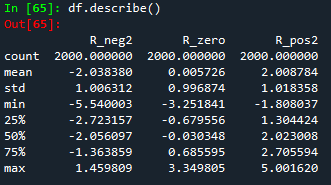 In [65]: df.describe()
Out[65]:
R_neg2 R_zero R_pos2
count 2000.000000 2000.000000 2000.000000
mean -2.038380 0.005726 2.008784
std 1.006312 0.996874 1.018358
min -5.540003 -3.251841 -1.808037
25% -2.723157 -0.679556 1.304424
50% -2.056097 -0.030348 2.023008
75% -1.363859 0.685595 2.705594
max 1.459809 3.349805 5.001620